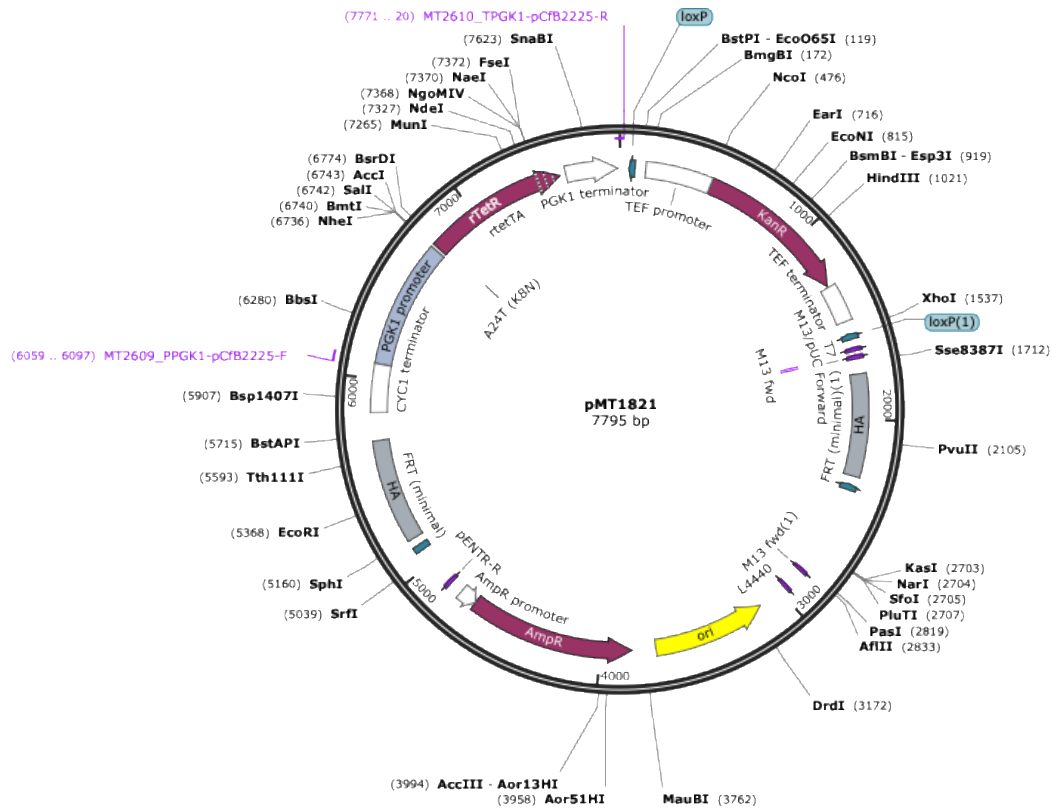 (7771 .. 20) MT2610_TPGK1-pCfB2225-R
loxP
(7623) SnaBI
BstPI - EcoO65I (119)
BmgBI (172)
(7372) FseI
(7370) NaeI
NcoI (476)
(7368) NgoMIV
(7327) NdeI
(7265) MunI
EarI (716)
EcoNI (815)
BsmBI - Esp3I (919)
HindIII (1021)
(6774) BsrDI
(6743) AccI
(6742) SalI
(6740) BmtI
(6736) NheI
7000
rTetR
rtetTA
PGK1 terminator
TEF promoter
KanR
1000
TEF terminator
(6280) BbsI
PGK1 promoter
A24T (K8N)
XhoI (1537)
loxP(1)
(6059 .. 6097) MT2609_PPGK1-pCfB2225-F
T7
M13/pUC Forward
Sse8387I (1712)
CYC1 terminator
M13 fwd
6000
(5907) Bsp1407I
pMT1821
7795 bp
2000
HA
FRT (minimal)(1)
(5715) BstAPI
PvuII (2105)
(5593) Tth111I
HA
FRT (minimal)
(5368) EcoRI
pENTR-R
M13 fwd(1)
L4440
(5160) SphI
KasI (2703)
NarI (2704)
SfoI (2705)
PluTI (2707)
PasI (2819)
AflII (2833)
5000
3000
(5039) SrfI
AmpR promoter
AmpR
ori
4000
DrdI (3172)
(3994) AccIII - Aor13HI
(3958) Aor51HI
MauBI (3762)